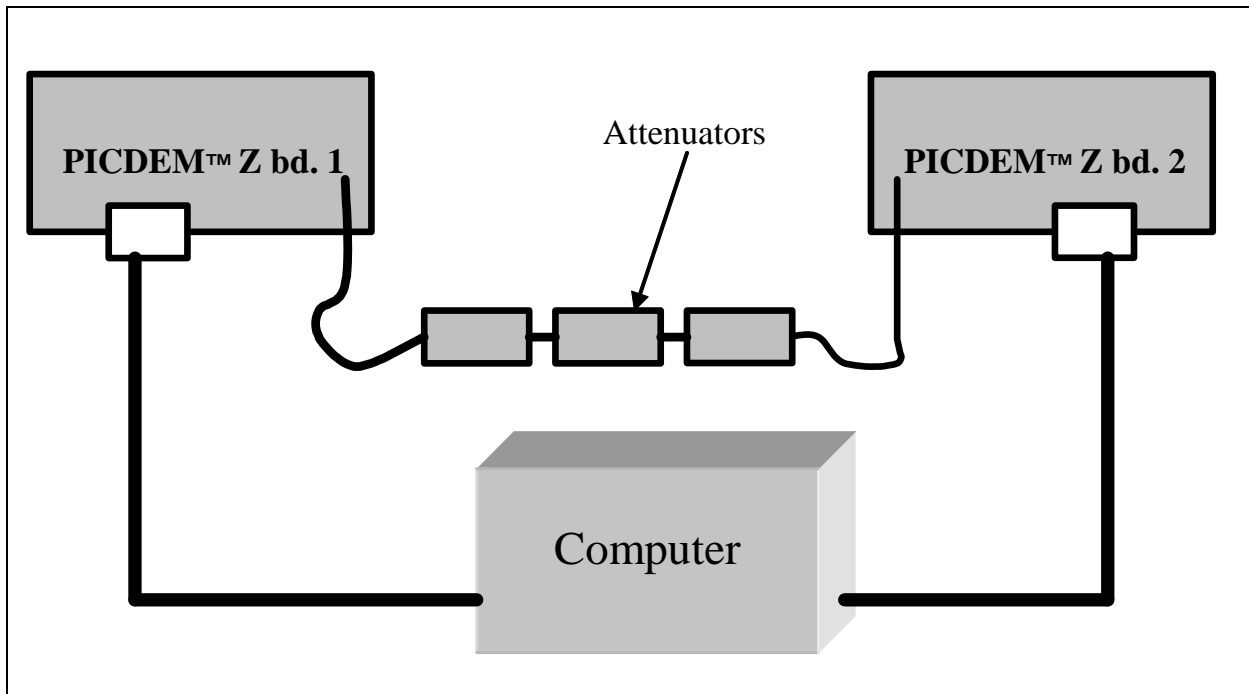 PICDEM™ Z bd. 1
Attenuators
PICDEM™ Z bd. 2
Computer